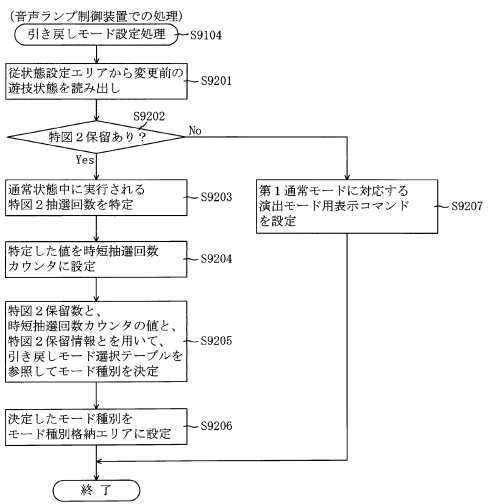 (音声ランプ制御装置での処理)
引き戻しモード設定処理
S9104
従状態設定エリアから変更前の
遊技状態を読み出し
S9201
S9202
特図2保留あり?
No
Yes
通常状態中に実行される
特図2抽選回数を特定
S9203
第1通常モードに対応する
演出モード用表示コマンド
を設定
S9207
特定した値を時短抽選回数
カウンタに設定
S9204
特図2保留数と、
時短抽選回数カウンタの値と、
特図2保留情報とを用いて、
引き戻しモード選択テーブルを
参照してモード種別を決定
S9205
決定したモード種別を
モード種別格納エリアに設定
S9206
終了